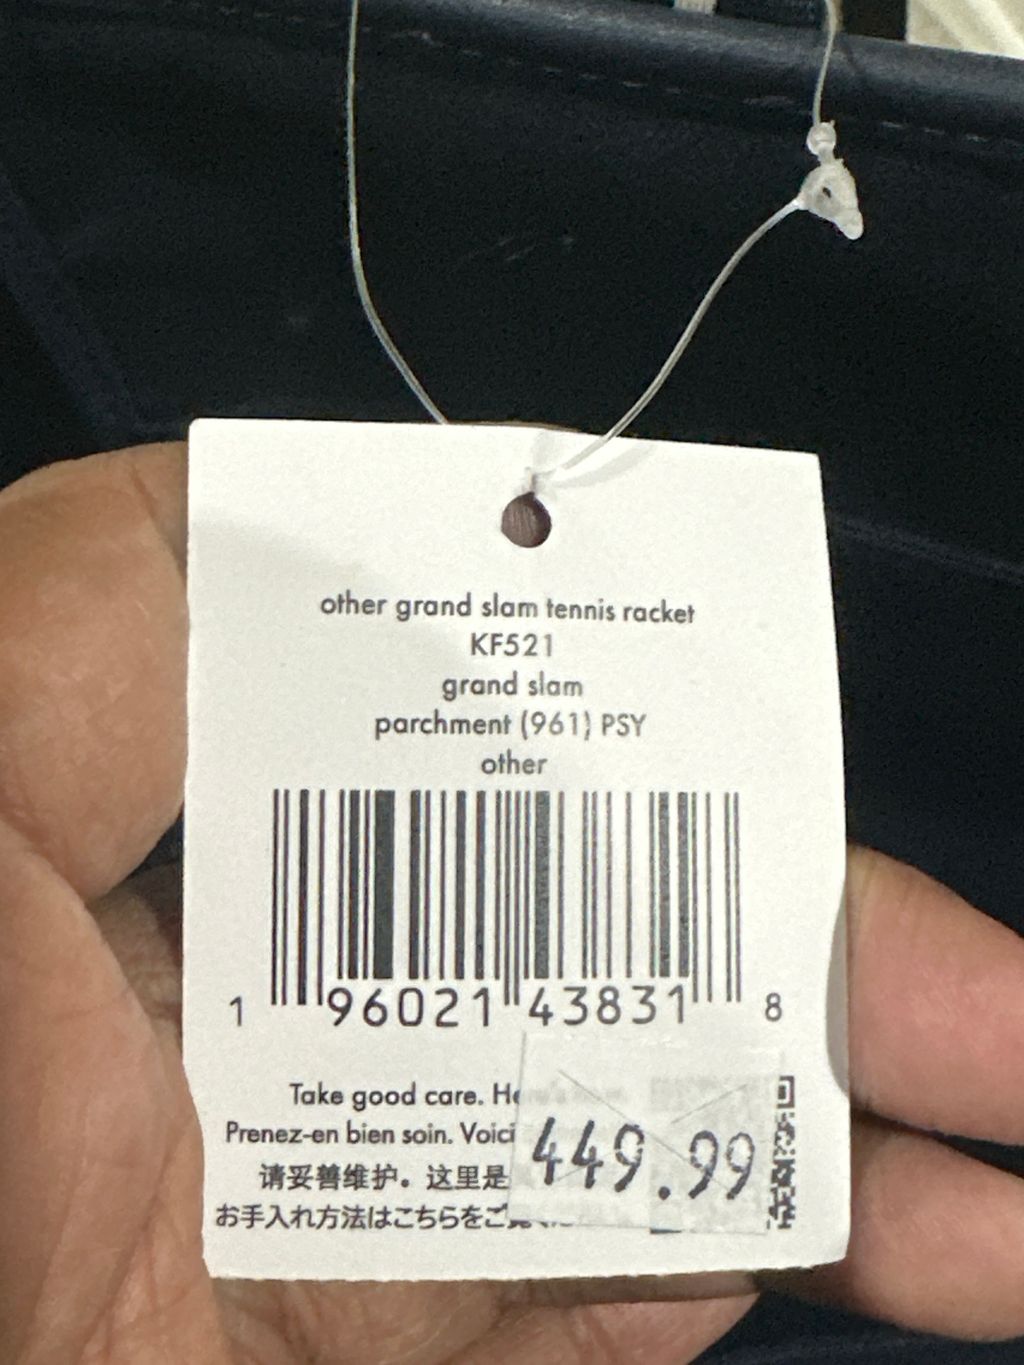 other grand slam tennis racket
KF521
grand slam
parchment (961) PSY
other
1 96021 43831 8
Take good care.
Prenez-en bien soin. Voici
请妥善维护。这里是
お手入れ方法はこちらをご
449.99